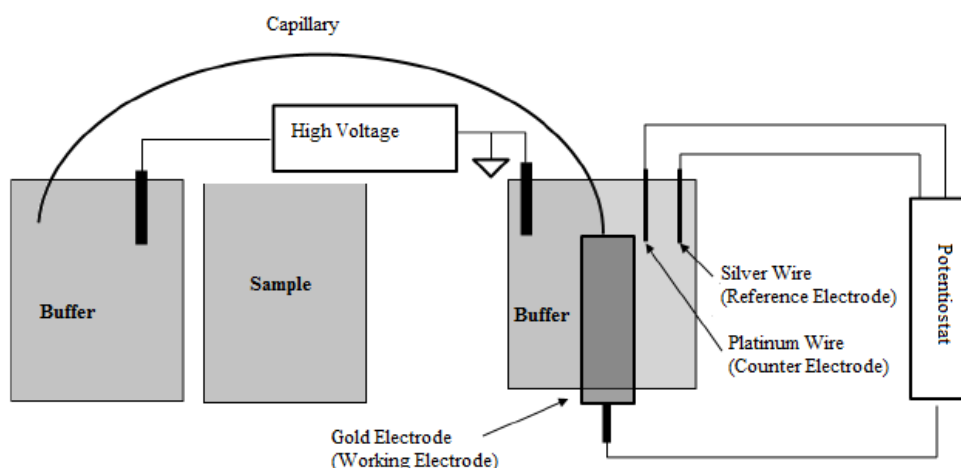 Capillary
High Voltage
Buffer
Sample
Buffer
Silver Wire
(Reference Electrode)
Platinum Wire
(Counter Electrode)
Potentiostat
Gold Electrode
(Working Electrode)